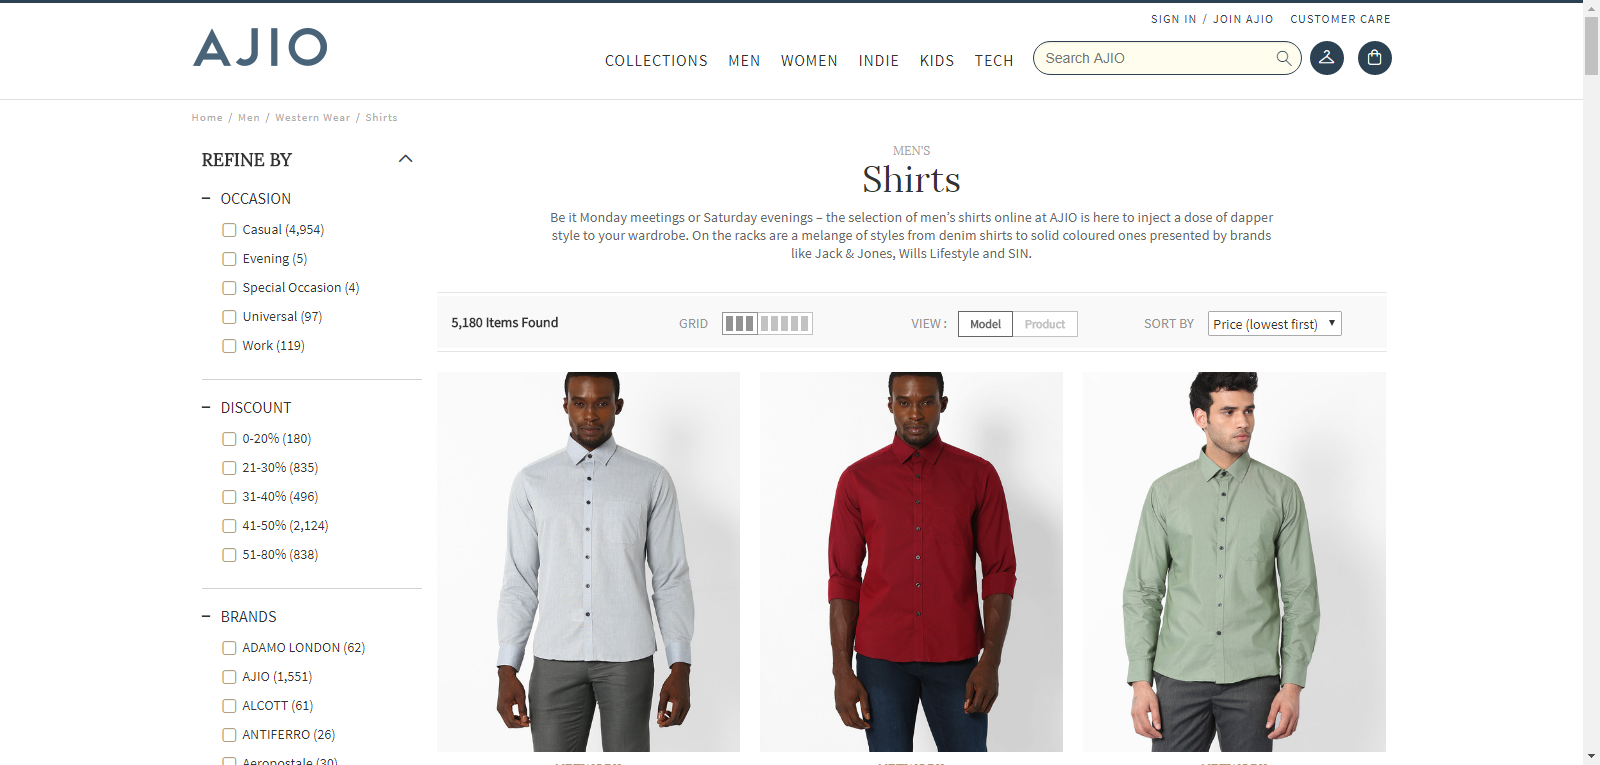 SIGN IN / JOIN AJIO CUSTOMER CARE
AJIO
COLLECTIONS MEN WOMEN INDIE KIDS TECH Search AJIO
Home / Men / Western Wear / Shirts
REFINE BY
OCCASION
Casual (4,954)
Evening (5)
Special Occasion (4)
Universal (97)
Work (119)
DISCOUNT
0-20% (180)
21-30% (835)
31-40% (496)
41-50% (2,124)
51-80% (838)
BRANDS
ADAMO LONDON (62)
AJIO (1,551)
ALCOTT (61)
ANTIFERRO (26)
Aeropostale (30)
MEN'S
Shirts
Be it Monday meetings or Saturday evenings – the selection of men’s shirts online at AJIO is here to inject a dose of dapper
style to your wardrobe. On the racks are a melange of styles from denim shirts to solid coloured ones presented by brands
like Jack & Jones, Wills Lifestyle and SIN.
5,180 Items Found GRID VIEW : Model Product SORT BY Price (lowest first)